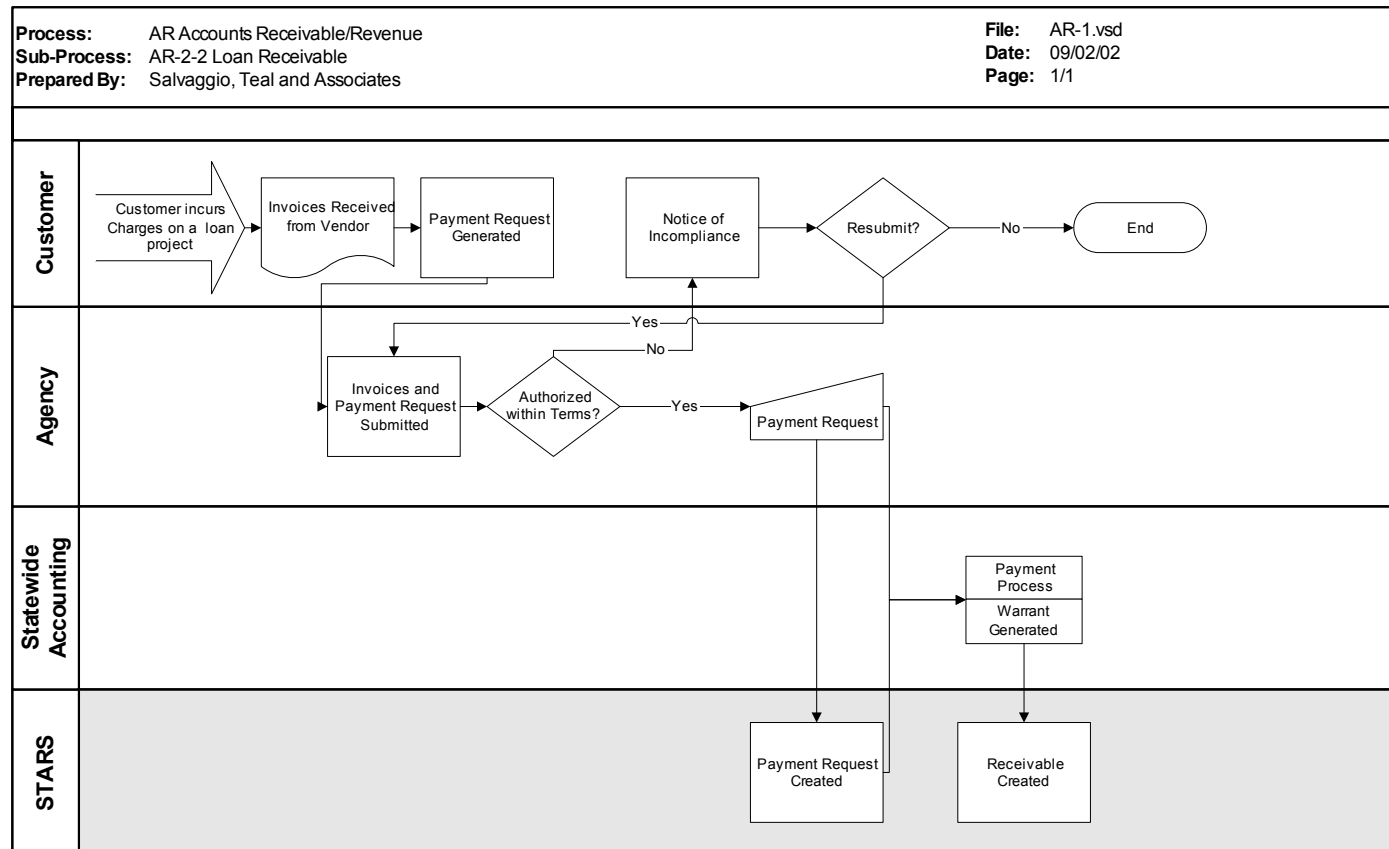 Process: AR Accounts Receivable/Revenue
Sub-Process: AR-2-2 Loan Receivable
Prepared By: Salvaggio, Teal and Associates
File: AR-1.vsd
Date: 09/02/02
Page: 1/1
Customer
Customer incurs
Charges on a loan
project
Invoices Received
from Vendor
Payment Request
Generated
Notice of
Incompliance
Resubmit?
No
End
Agency
Yes
No
Invoices and
Payment Request
Submitted
Authorized
within Terms?
Yes
Payment Request
Statewide
Accounting
Payment
Process
Warrant
Generated
STARS
Payment Request
Created
Receivable
Created